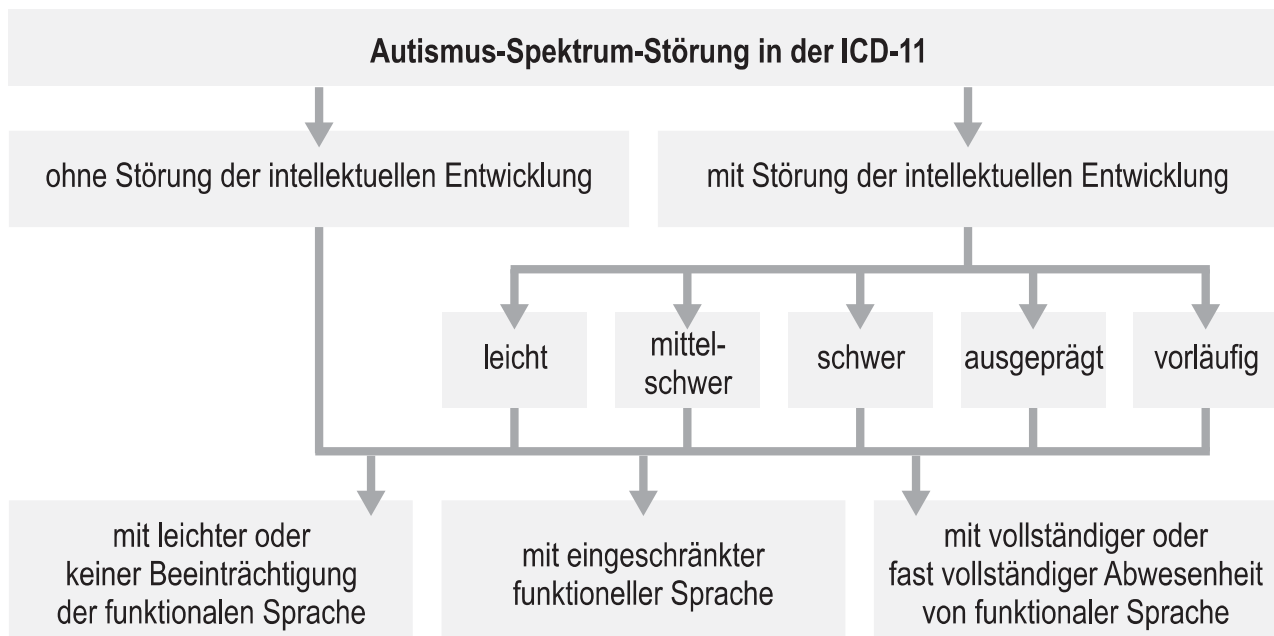 Autismus-Spektrum-Störung in der ICD-11
ohne Störung der intellektuellen Entwicklung
mit Störung der intellektuellen Entwicklung
leicht
mittel-
schwer
schwer
ausgeprägt
vorläufig
mit leichter oder
keiner Beeinträchtigung
der funktionalen Sprache
mit eingeschränkter
funktioneller Sprache
mit vollständiger oder
fast vollständiger Abwesenheit
von funktionaler Sprache